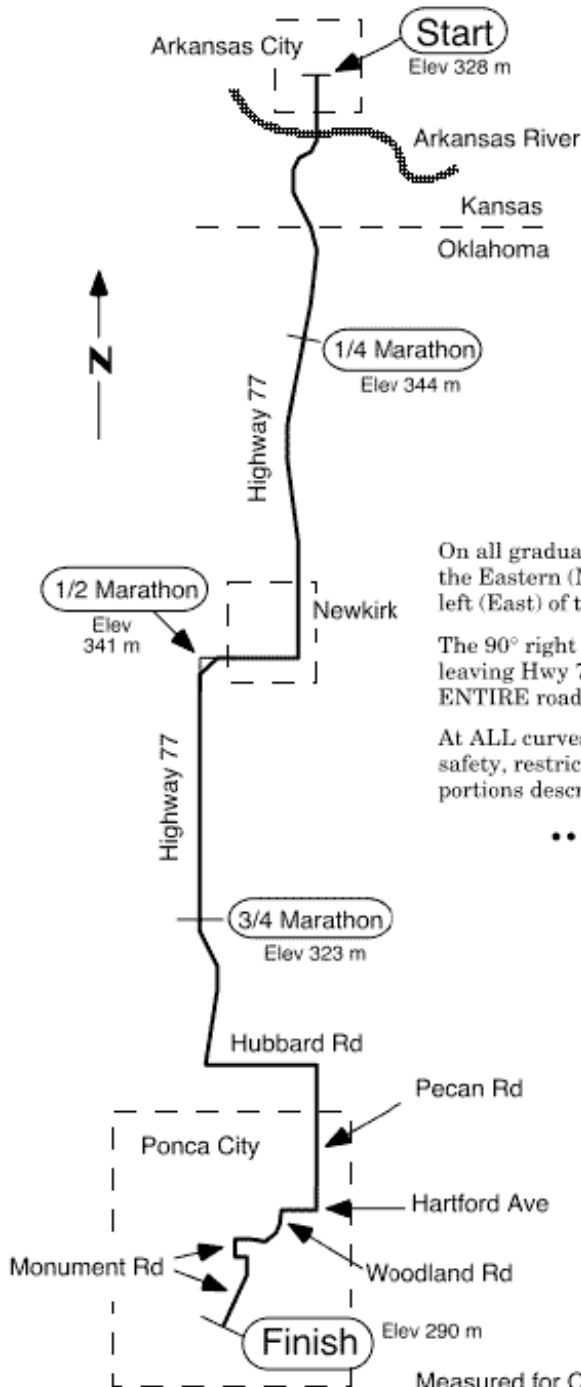 Arkansas City
Start
Elev 328 m
Arkansas River
Kansas
Oklahoma
N
1/4 Marathon
Elev 344 m
Highway 77
On all gradua
the Eastern (
left (East) of t
1/2 Marathon
Elev
341 m
Newkirk
The 90° right
leaving Hwy 7
ENTIRE road
At ALL curves
safety, restric
portions descr
Highway 77
3/4 Marathon
Elev 323 m
Hubbard Rd
Pecan Rd
Ponca City
Hartford Ave
Monument Rd
Woodland Rd
Finish
Elev 290 m
Measured for